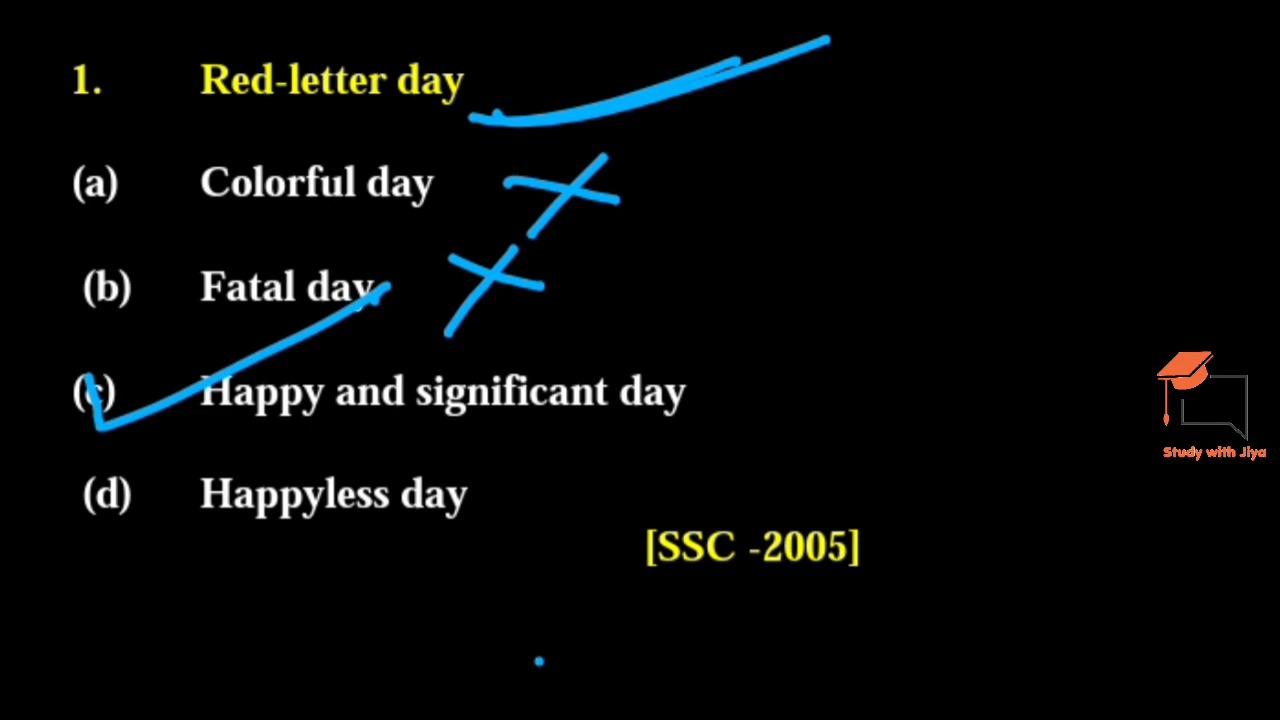 1. Red-letter day
(a) Colorful day
(b) Fatal day
(c) Happy and significant day
(d) Happyless day
[SSC -2005]
Study with Jiya